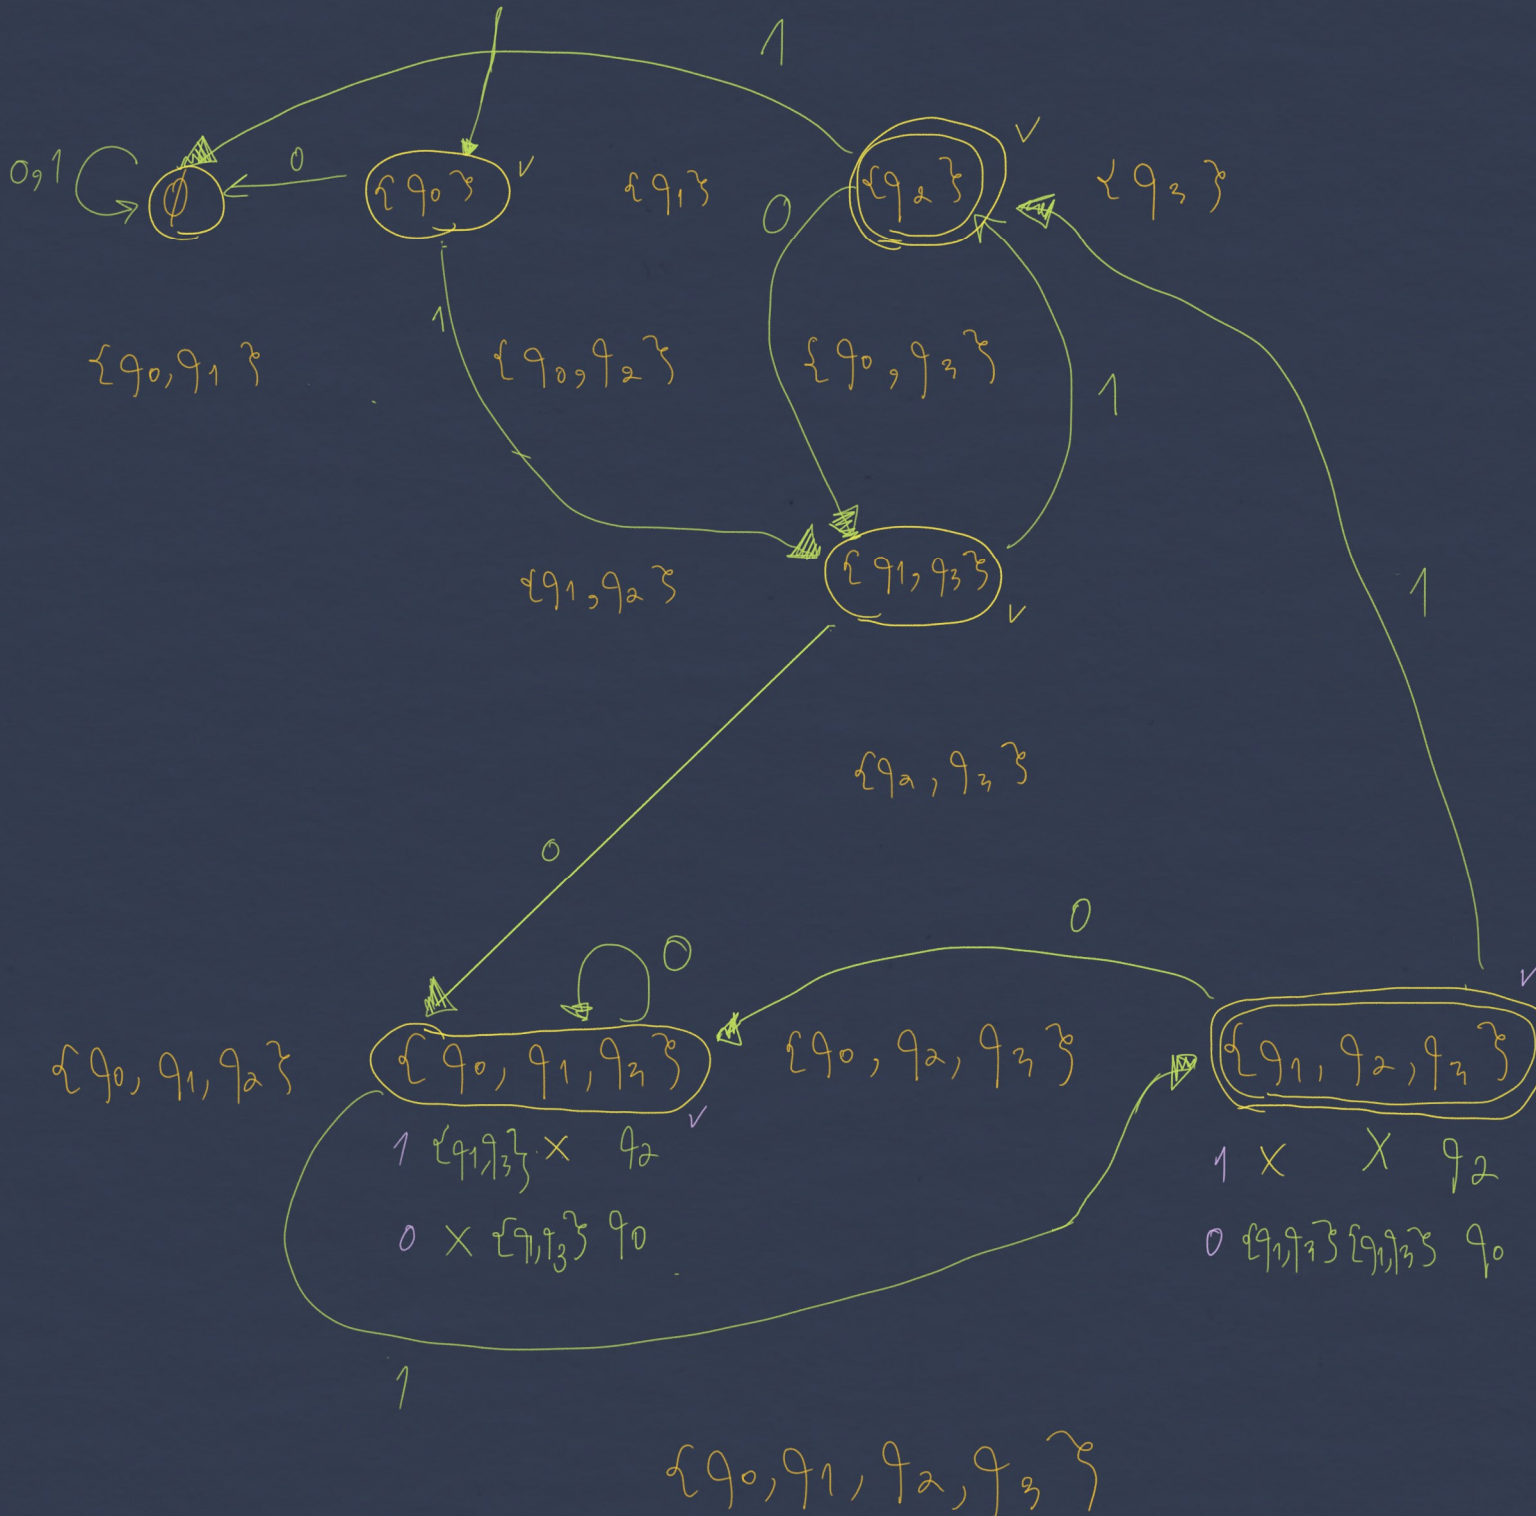 1
0,1 ∅ 0 {q0} v {q1} 0 {q2} v {q3}
{q0,q1} 1 {q0,q2} {q0,q3} 1
{q1,q2} {q1,q3} v 1
{q2,q3}
0
0 0
{q0,q1,q2} {q0,q1,q3} v {q0,q2,q3} {q1,q2,q3} v
1 {q1,q3} X q2 1 X X q2
0 X {q1,q3} q0 0 {q1,q3} {q1,q3} q0
1
{q0,q1,q2,q3}